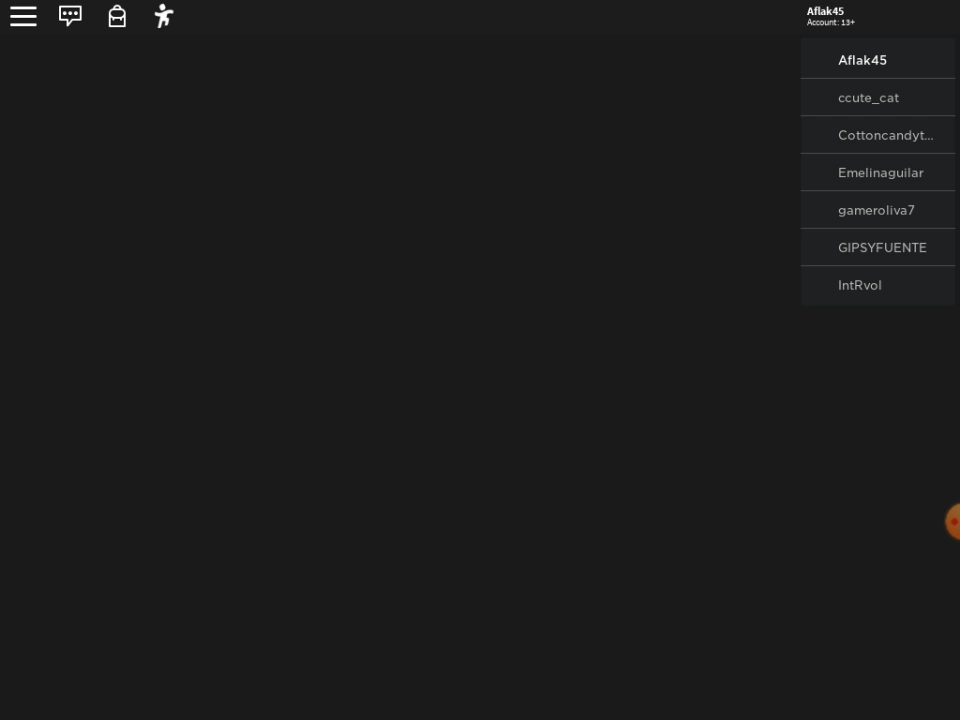 Aflak45
Account: 13+
Aflak45
ccute_cat
Cottoncandyt...
Emelinaguilar
gameroliva7
GIPSYFUENTE
IntRvol